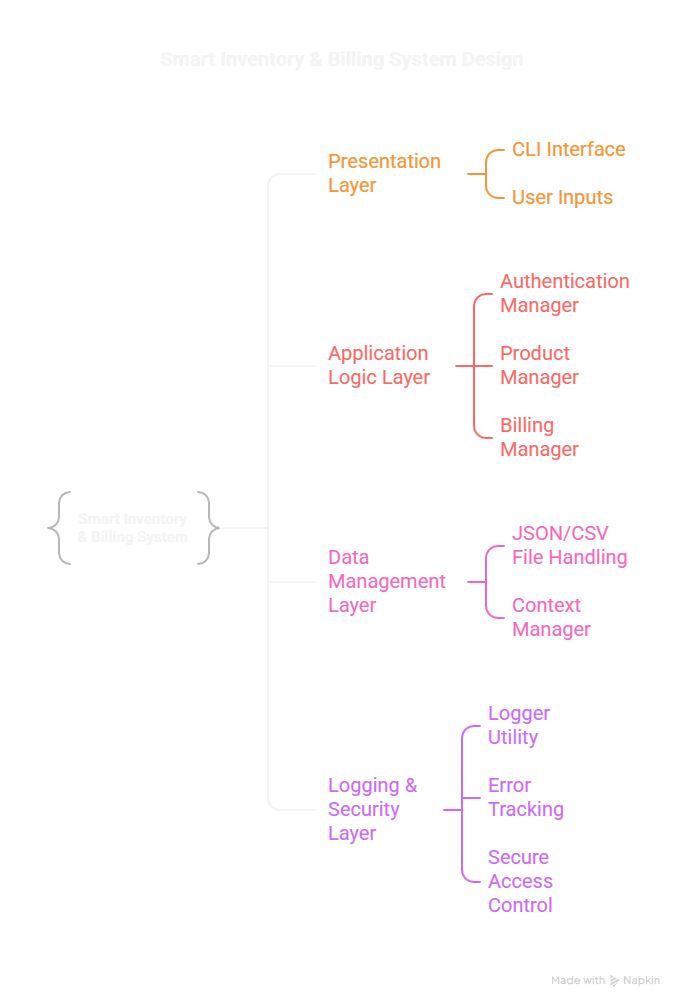 Smart Inventory & Billing System Design
Presentation
Layer
CLI Interface
User Inputs
Application
Logic Layer
Authentication
Manager
Product
Manager
Billing
Manager
Smart Inventory
& Billing System
Data
Management
Layer
JSON/CSV
File Handling
Context
Manager
Logging &
Security
Layer
Logger
Utility
Error
Tracking
Secure
Access
Control
Made with Napkin